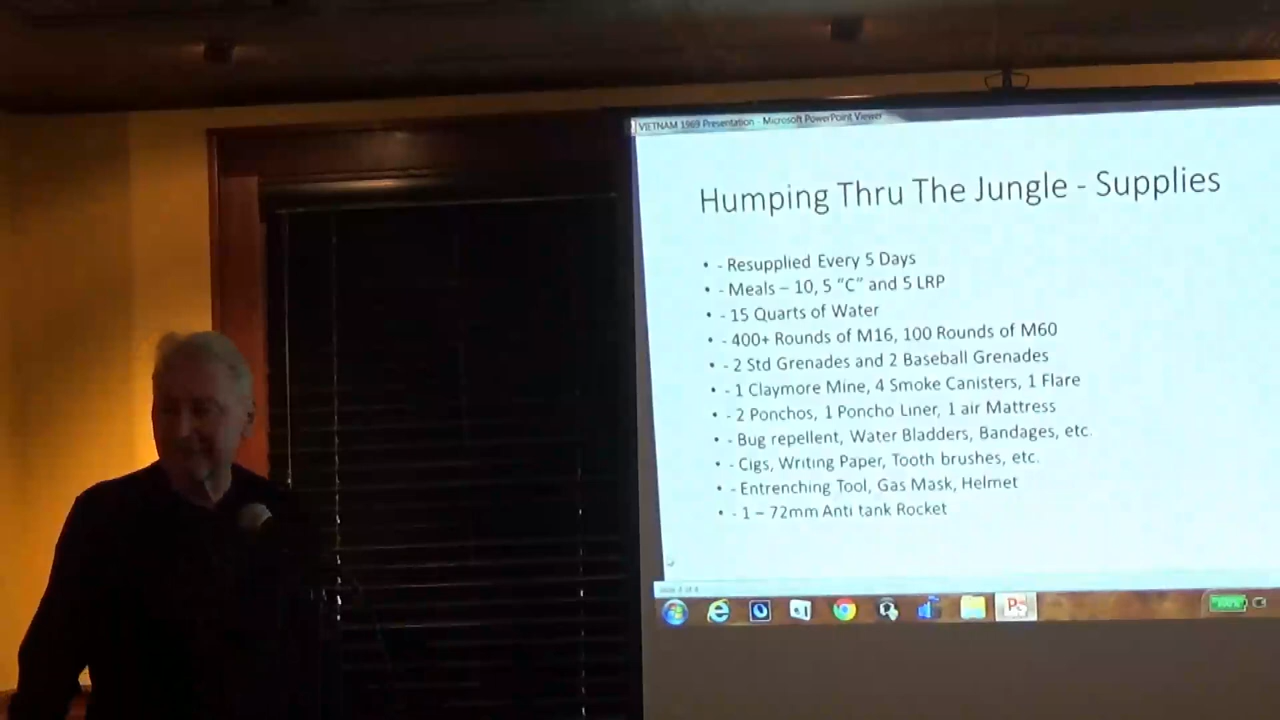 VIETNAM 1969 Presentation - Microsoft PowerPoint Viewer
Humping Thru The Jungle - Supplies
• - Resupplied Every 5 Days
• - Meals – 10, 5 “C” and 5 LRP
• - 15 Quarts of Water
• - 400+ Rounds of M16, 100 Rounds of M60
• - 2 Std Grenades and 2 Baseball Grenades
• - 1 Claymore Mine, 4 Smoke Canisters, 1 Flare
• - 2 Ponchos, 1 Poncho Liner, 1 air Mattress
• - Bug repellent, Water Bladders, Bandages, etc.
• - Cigs, Writing Paper, Tooth brushes, etc.
• - Entrenching Tool, Gas Mask, Helmet
• - 1 – 72mm Anti tank Rocket